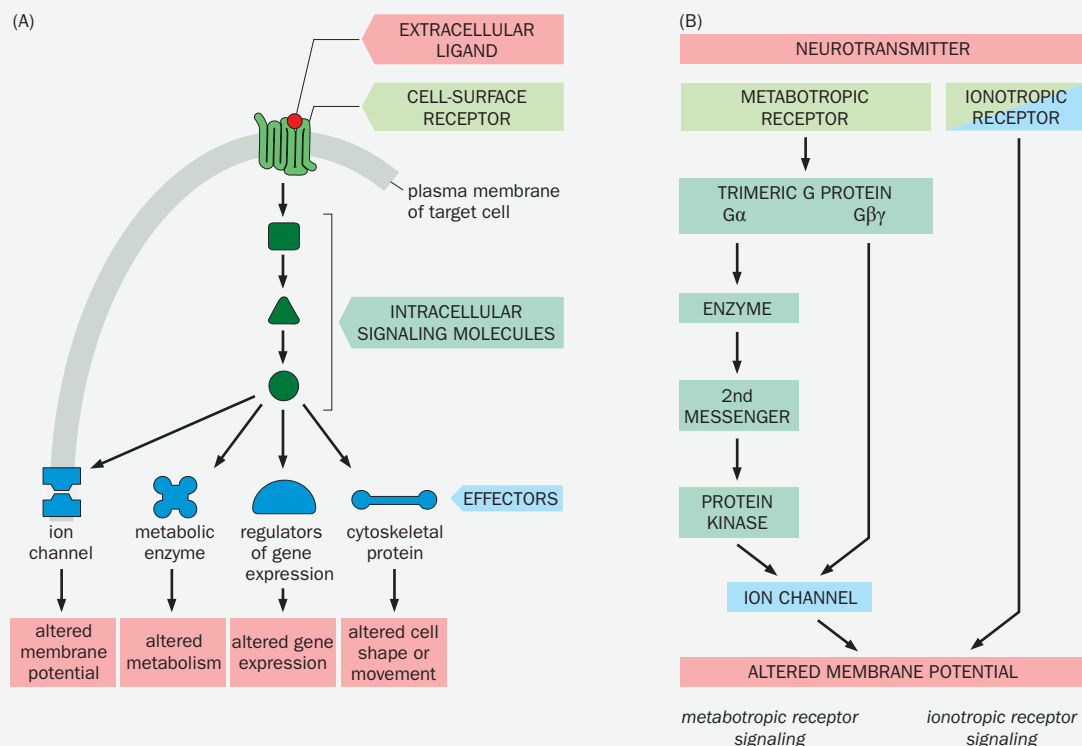 (A)
EXTRACELLULAR
LIGAND
CELL-SURFACE
RECEPTOR
plasma membrane
of target cell
INTRACELLULAR
SIGNALING MOLECULES
EFFECTORS
ion
channel
metabolic
enzyme
regulators
of gene
expression
cytoskeletal
protein
altered
membrane
potential
altered
metabolism
altered gene
expression
altered cell
shape or
movement
(B)
NEUROTRANSMITTER
METABOTROPIC
RECEPTOR
IONOTROPIC
RECEPTOR
TRIMERIC G PROTEIN
Gα Gβγ
ENZYME
2nd
MESSENGER
PROTEIN
KINASE
ION CHANNEL
ALTERED MEMBRANE POTENTIAL
metabotropic receptor
signaling
ionotropic receptor
signaling